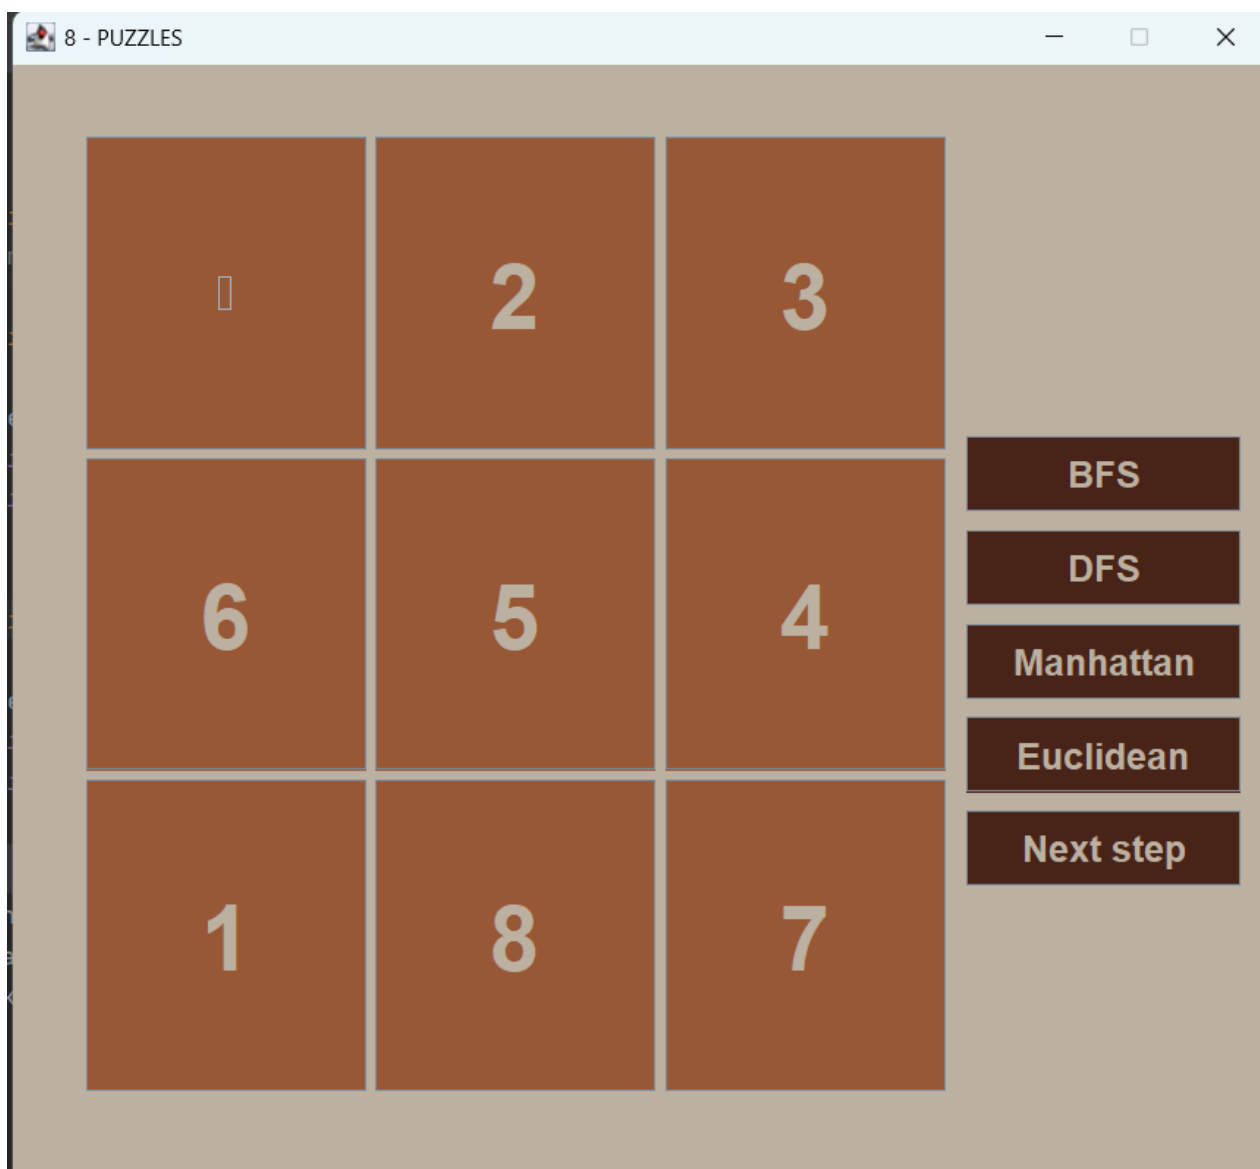 8 - PUZZLES
2 3
6 5 4
1 8 7
BFS
DFS
Manhattan
Euclidean
Next step